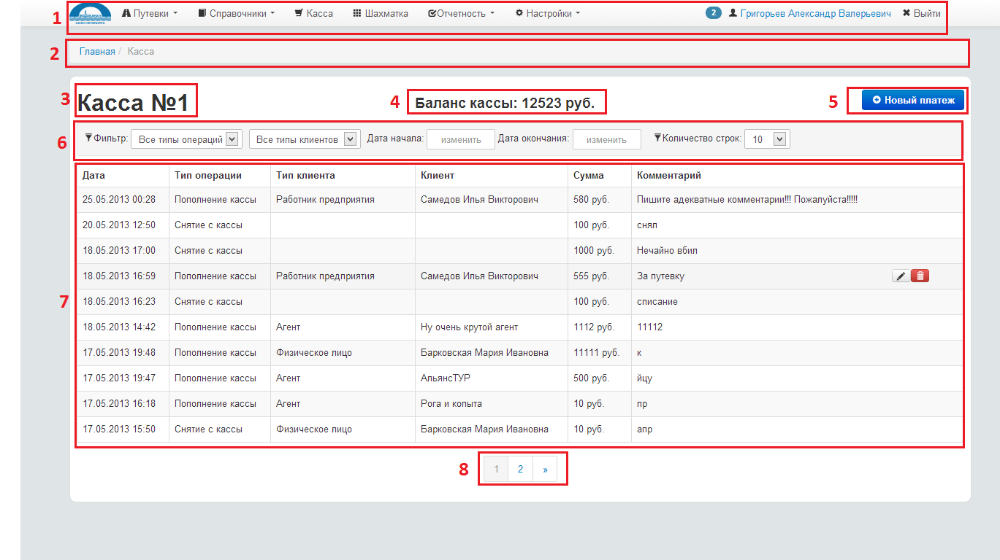 1 ВОДОКАНАЛ САНКТ-ПЕТЕРБУРГА Путевки Справочники Касса Шахматка Отчетность Настройки 2 Григорьев Александр Валерьевич Выйти
2 Главная / Касса
3 Касса №1 4 Баланс кассы: 12523 руб. 5 Новый платеж
6 Фильтр: Все типы операций Все типы клиентов Дата начала: изменить Дата окончания: изменить Количество строк: 10
Дата Тип операции Тип клиента Клиент Сумма Комментарий
25.05.2013 00:28 Пополнение кассы Работник предприятия Самедов Илья Викторович 580 руб. Пишите адекватные комментарии!!! Пожалуйста!!!!!
20.05.2013 12:50 Снятие с кассы 100 руб. снял
18.05.2013 17:00 Снятие с кассы 1000 руб. Нечайно вбил
18.05.2013 16:59 Пополнение кассы Работник предприятия Самедов Илья Викторович 555 руб. За путевку
7 18.05.2013 16:23 Снятие с кассы 100 руб. списание
18.05.2013 14:42 Пополнение кассы Агент Ну очень крутой агент 1112 руб. 11112
17.05.2013 19:48 Пополнение кассы Физическое лицо Барковская Мария Ивановна 11111 руб. к
17.05.2013 19:47 Пополнение кассы Агент АльянсТУР 500 руб. йцу
17.05.2013 16:18 Пополнение кассы Агент Рога и копыта 10 руб. пр
17.05.2013 15:50 Снятие с кассы Физическое лицо Барковская Мария Ивановна 10 руб. апр
8 1 2 »